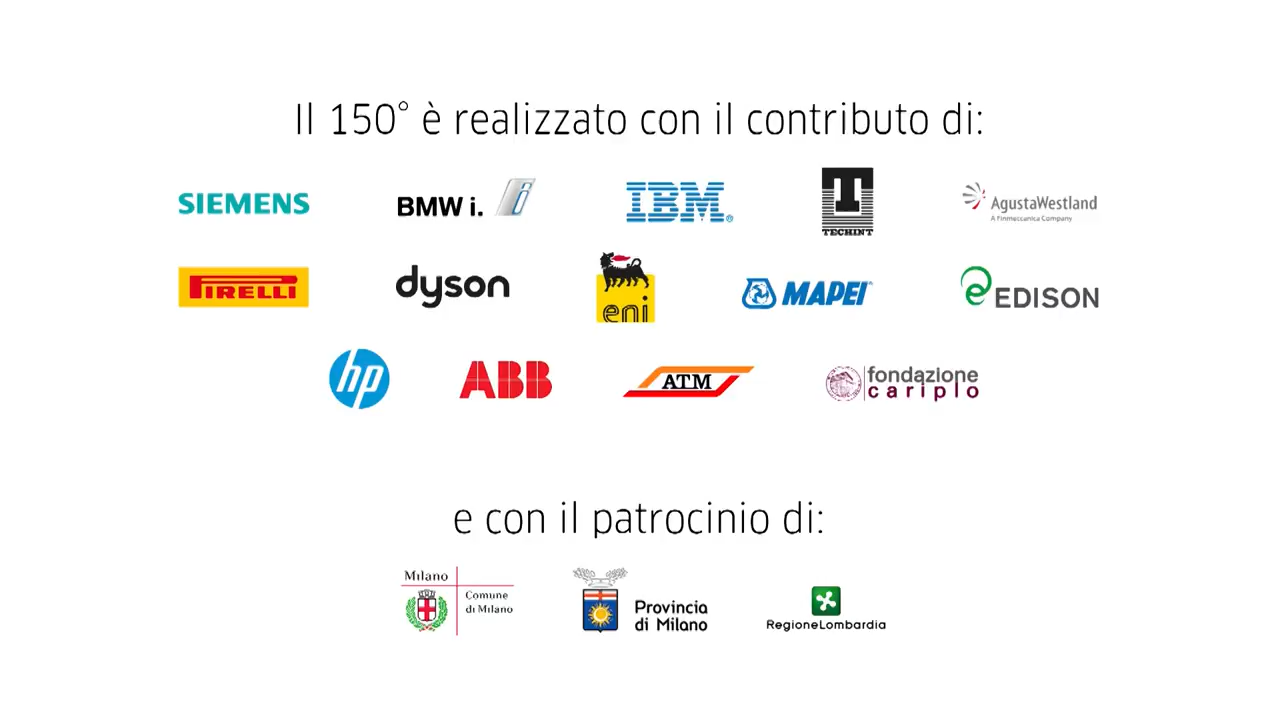 Il 150° è realizzato con il contributo di:
SIEMENS
BMW i.
IBM®
TECHINT
AgustaWestland
A Finmeccanica Company
PIRELLI
dyson
eni
MAPEI
EDISON
hp
ABB
ATM
fondazione
cariplo
e con il patrocinio di:
Milano
Comune
di Milano
Provincia
di Milano
RegioneLombardia